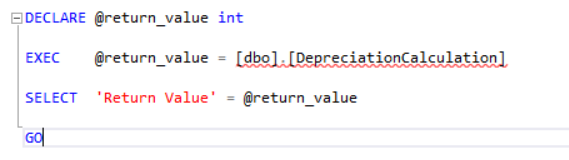 DECLARE @return_value int
EXEC @return_value = [dbo].[DepreciationCalculation]
SELECT 'Return Value' = @return_value
GO